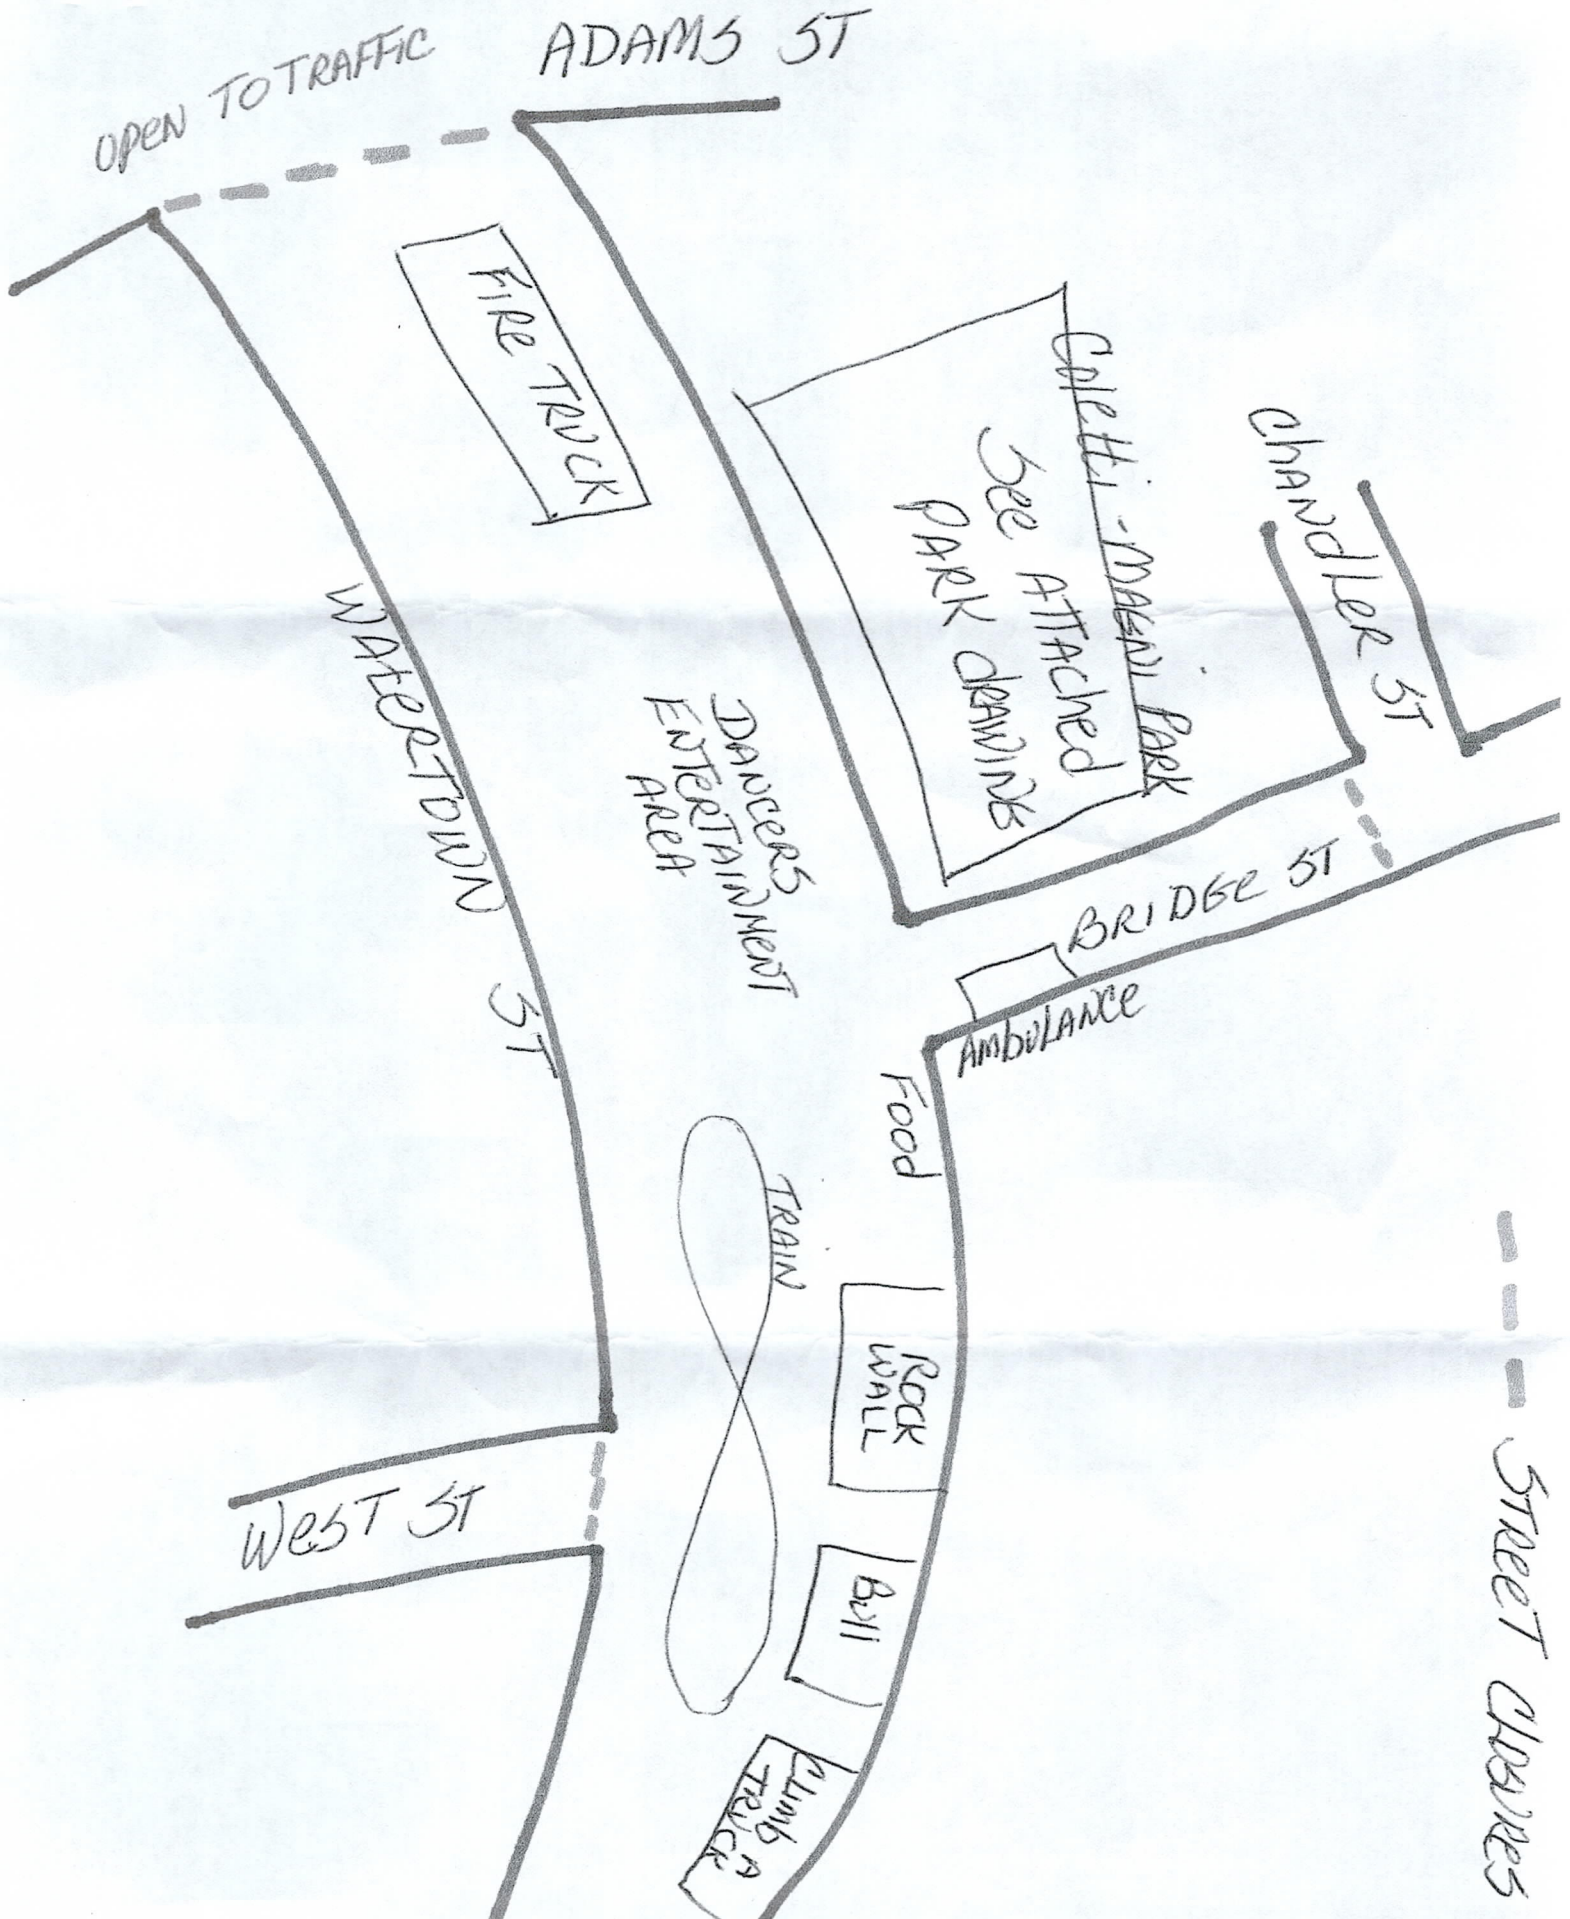 OPEN TO TRAFFIC
ADAMS ST
FIRE TRUCK
Coletti-MAGNI PARK
See ATTACHed
PARK dRAWING
CHANdLeR ST
WATeRTOWN ST
DANCeRS
ENTeRTAINMeNT
AReA
BRIDGe ST
AMbULANCe
Food
TRAIN
ROCK
WALL
Bull
WeST ST
CLimb A
TRUCK
STReeT CLOSURes